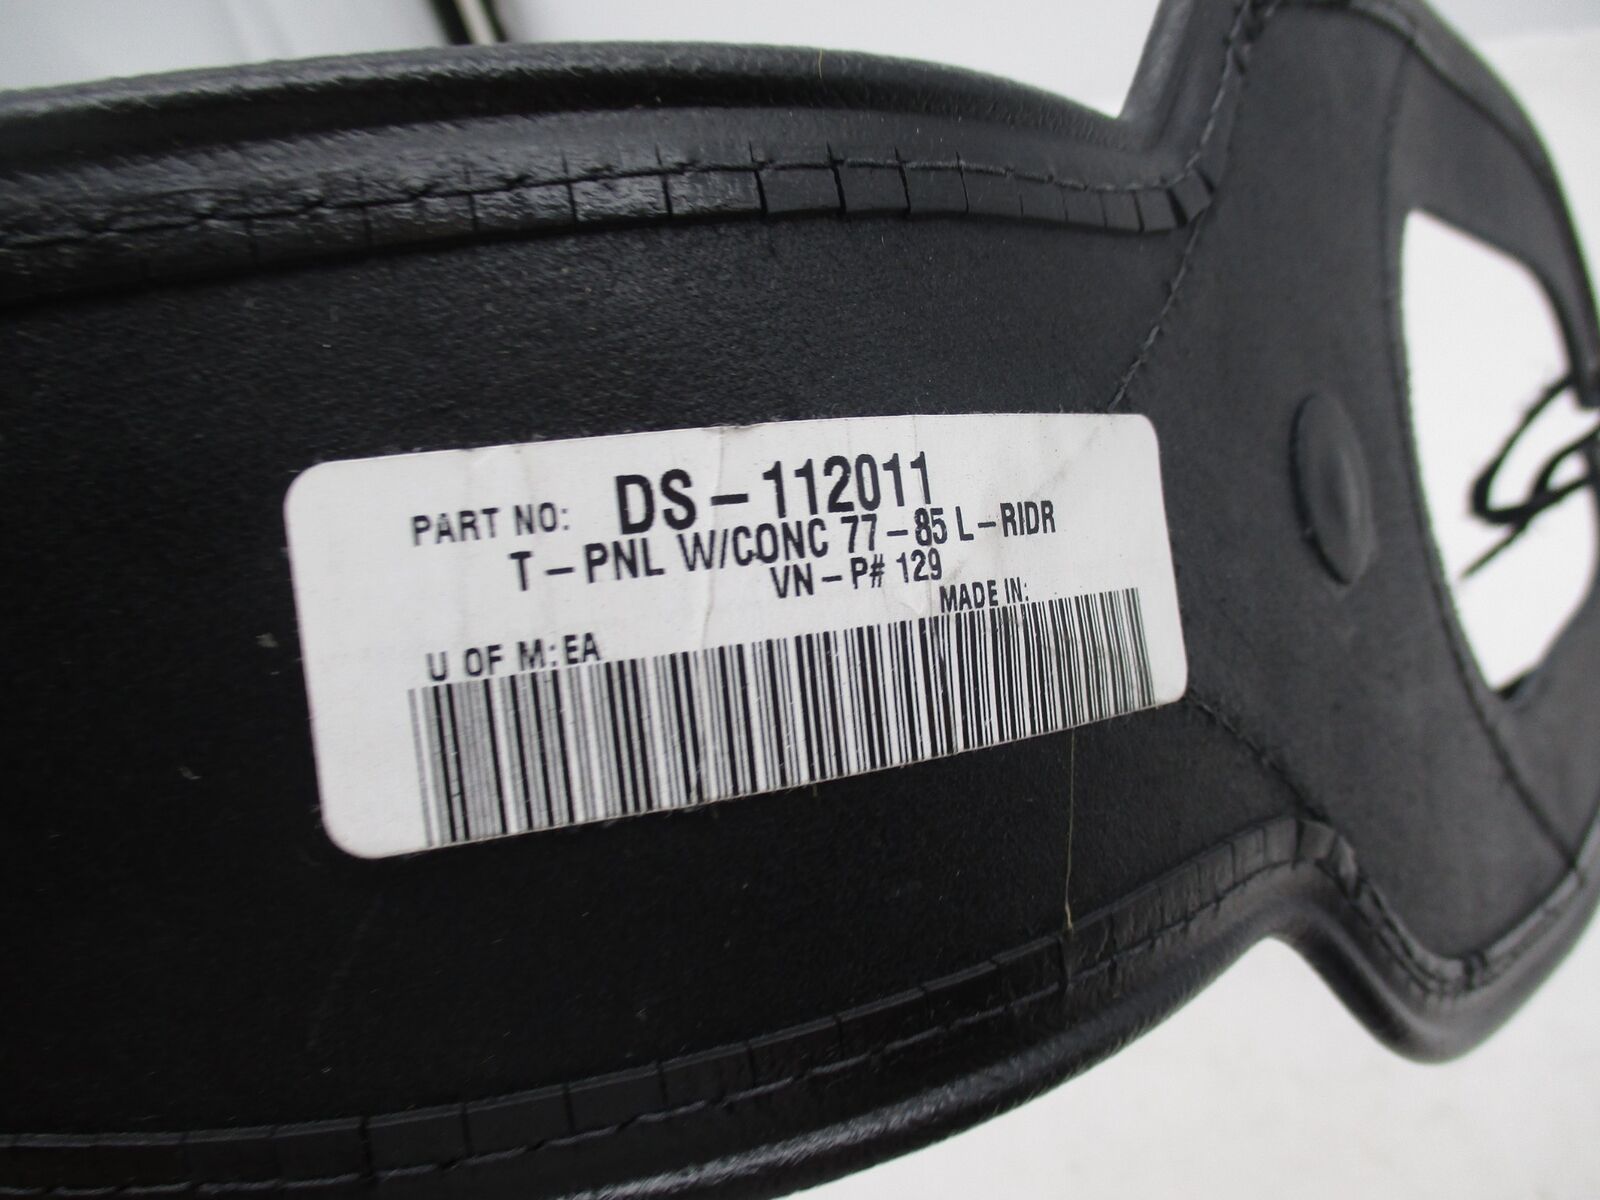 PART NO: DS-112011
T-PNL W/CONC 77-85 L-RIDR
VN-P# 129
MADE IN:
U OF M: EA